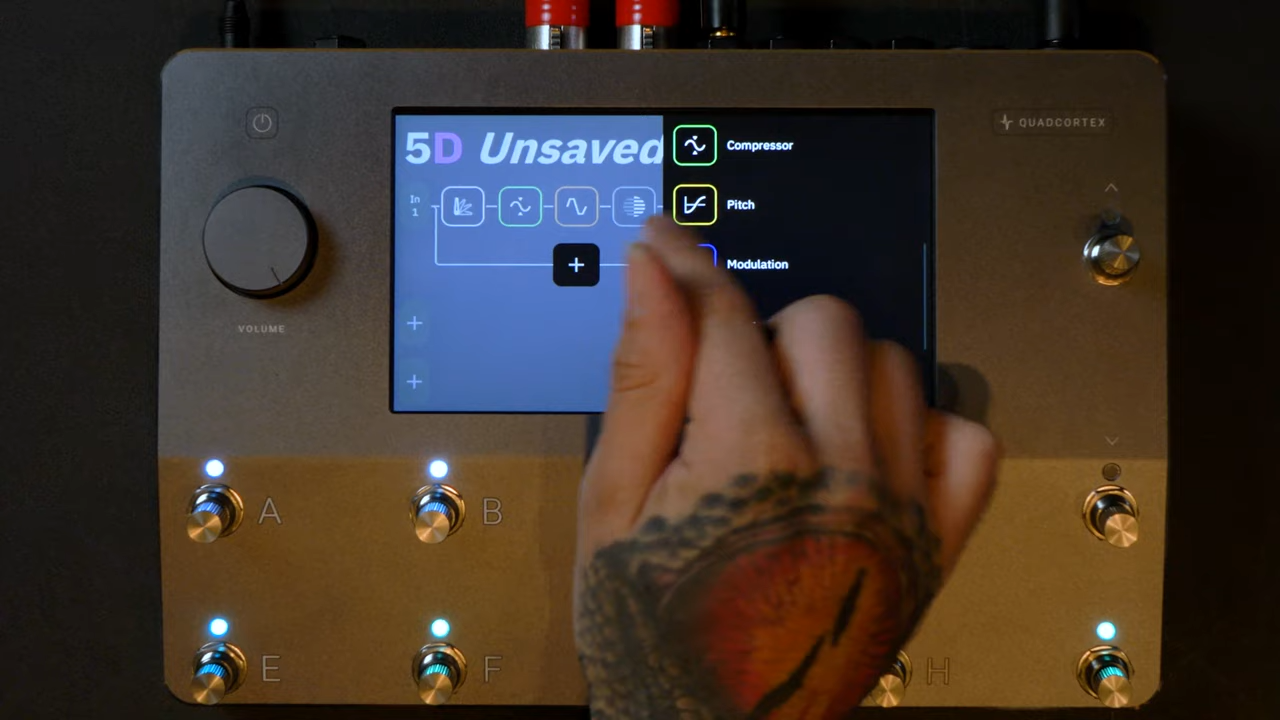 QUADCORTEX
5D Unsaved
Compressor
In
1
Pitch
Modulation
VOLUME
A
B
E
F
H